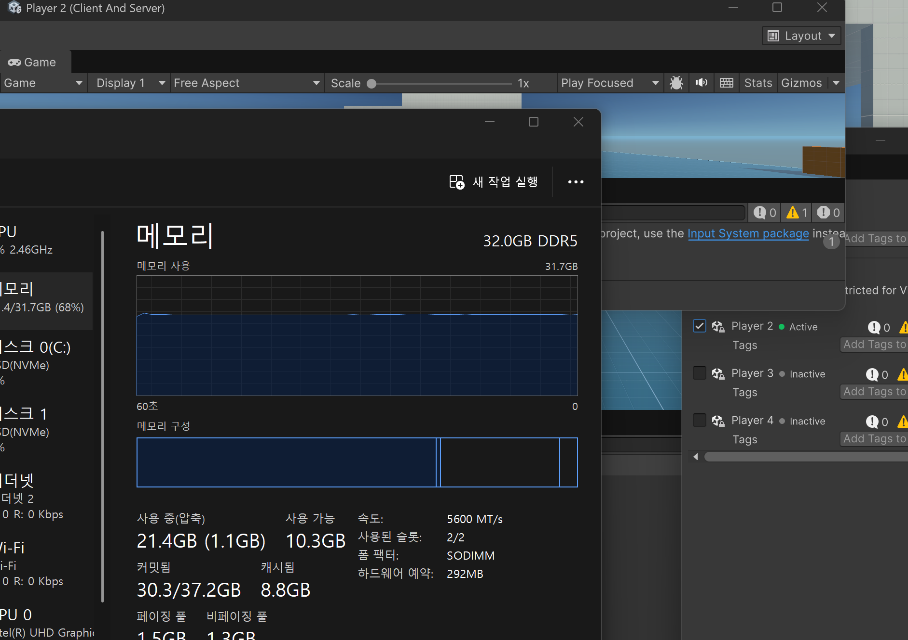 Player 2 (Client And Server)
Layout
Game
Game Display 1 Free Aspect Scale 1x Play Focused Stats Gizmos
새 작업 실행
0 1 0
project, use the Input System package instea
1
Add Tags to
tricted for V
Player 2 Active 0
Tags Add Tags to
Player 3 Inactive 0
Tags Add Tags to
Player 4 Inactive 0
Tags Add Tags to
PU
% 2.46GHz
메모리
.4/31.7GB (68%)
스크 0(C:)
SD(NVMe)
%
스크 1
SD(NVMe)
%
더넷
더넷 2
0 R: 0 Kbps
Wi-Fi
i-Fi
0 R: 0 Kbps
PU 0
tel(R) UHD Graphi
메모리 32.0GB DDR5
메모리 사용 31.7GB
60초 0
메모리 구성
사용 중(압축) 사용 가능
21.4GB (1.1GB) 10.3GB
커밋됨 캐시됨
30.3/37.2GB 8.8GB
페이징 풀 비페이징 풀
1.5GB 1.3GB
속도: 5600 MT/s
사용된 슬롯: 2/2
폼 팩터: SODIMM
하드웨어 예약: 292MB